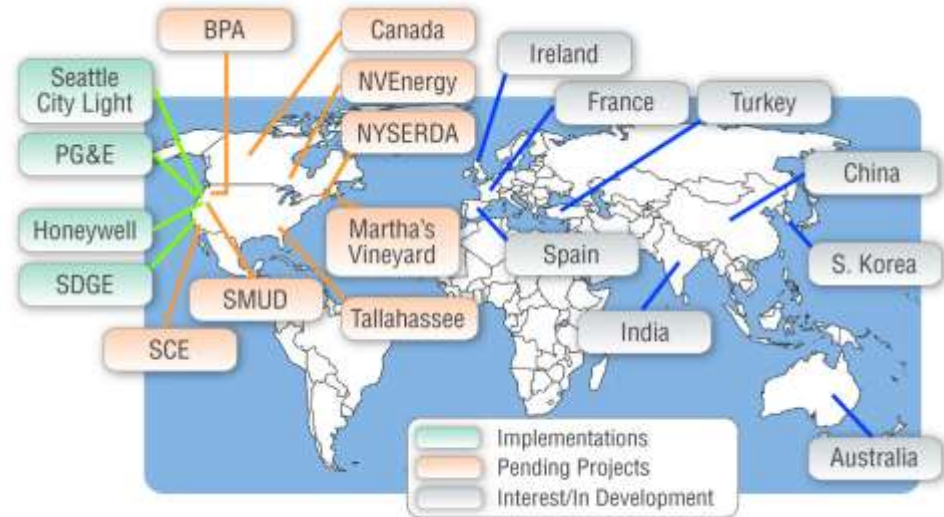 BPA
Canada
Ireland
Seattle
City Light
NVEnergy
France
Turkey
PG&E
NYSERDA
China
Honeywell
Martha's
Vineyard
Spain
S. Korea
SDGE
SMUD
Tallahassee
India
SCE
Implementations
Pending Projects
Interest/In Development
Australia